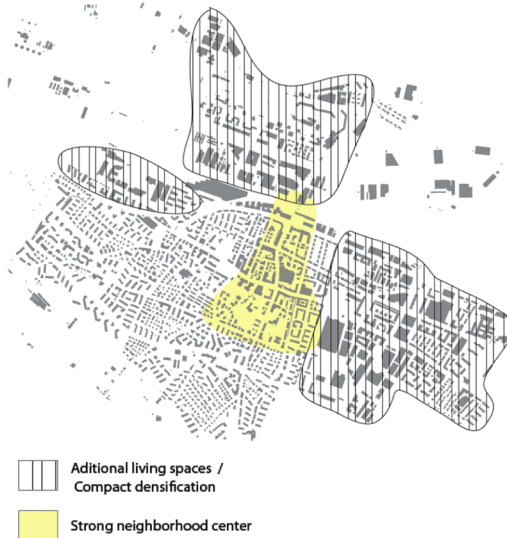 Aditional living spaces /
Compact densification
Strong neighborhood center